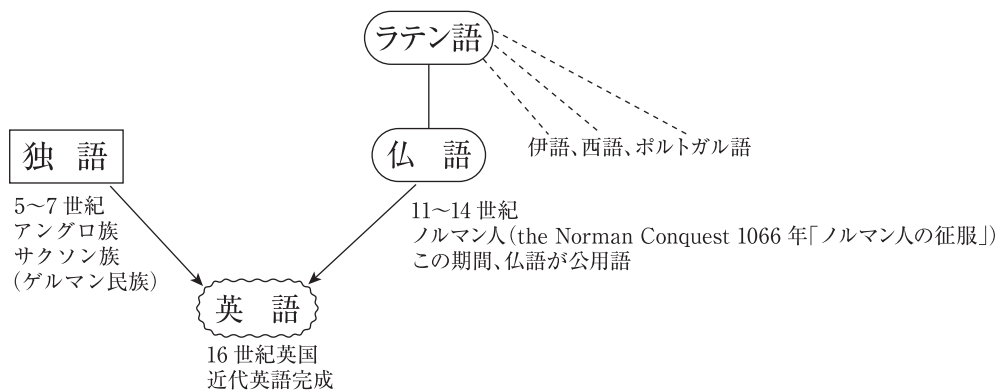 ラテン語
独 語
仏 語
伊語、西語、ポルトガル語
5~7 世紀
アングロ族
サクソン族
(ゲルマン民族)
11~14 世紀
ノルマン人(the Norman Conquest 1066 年「ノルマン人の征服」)
この期間、仏語が公用語
英 語
16 世紀英国
近代英語完成